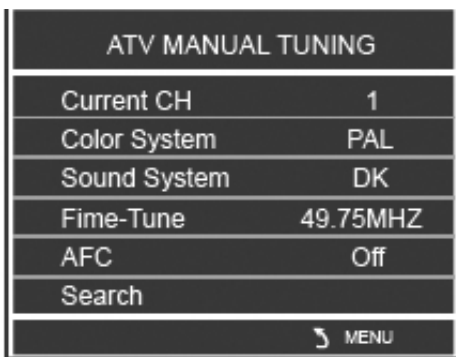 ATV MANUAL TUNING
Current CH 1
Color System PAL
Sound System DK
Fime-Tune 49.75MHZ
AFC Off
Search
MENU